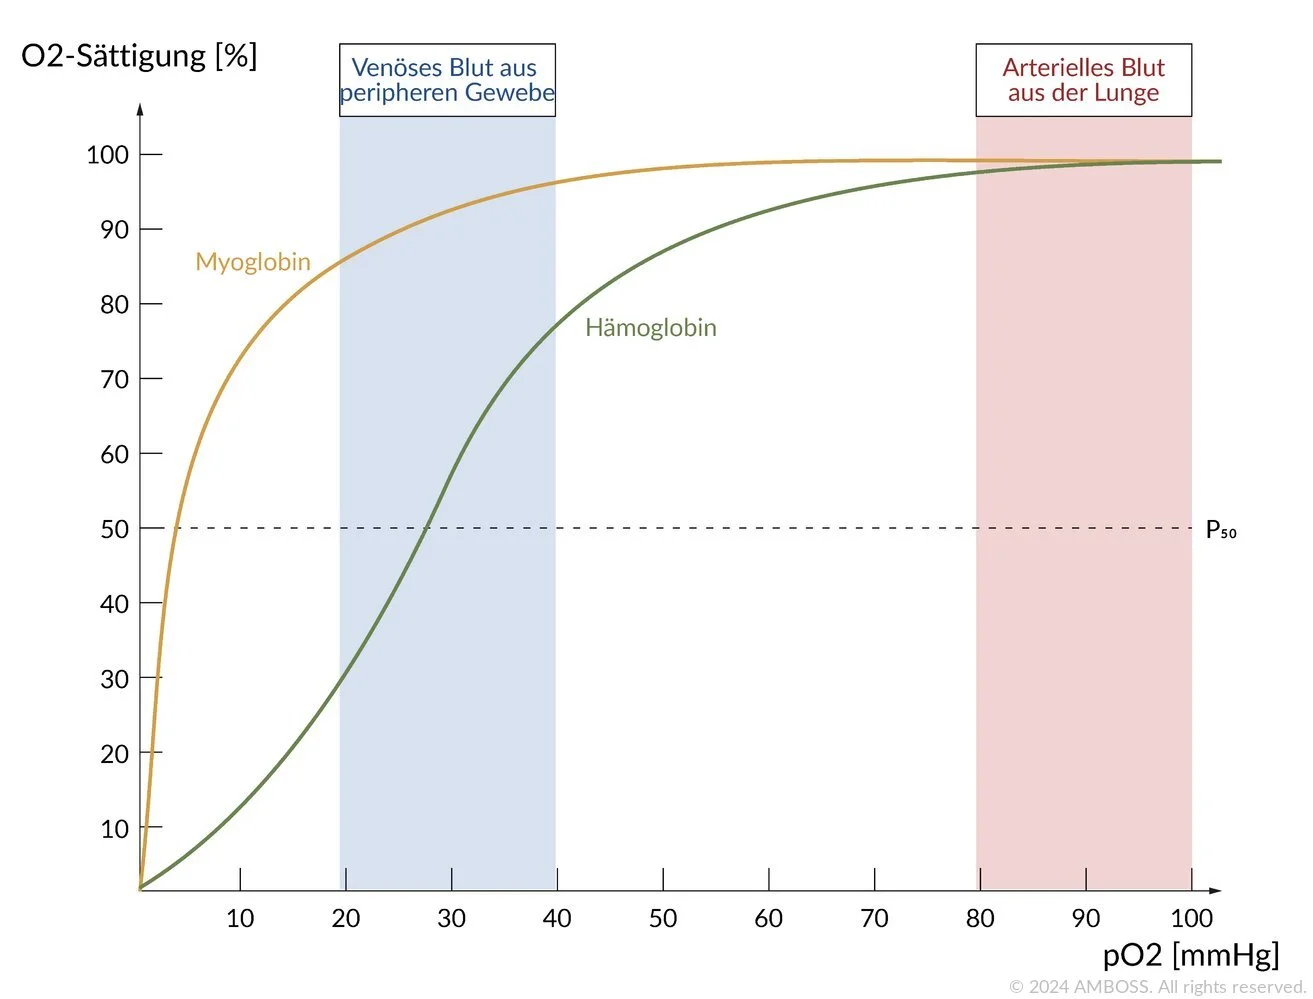 O2-Sättigung [%]
Venöses Blut aus
peripheren Gewebe
Arterielles Blut
aus der Lunge
100
90
Myoglobin
80
Hämoglobin
70
60
50
P₅₀
40
30
20
10
10 20 30 40 50 60 70 80 90 100
pO2 [mmHg]
© 2024 AMBOSS. All rights reserved.